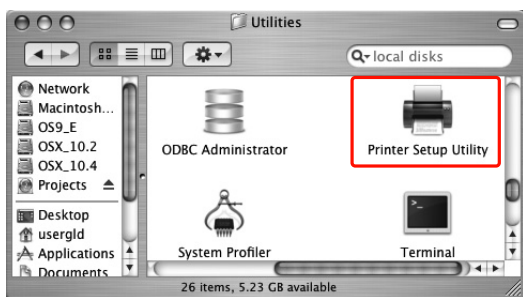 Utilities
local disks
Network
Macintosh...
OS9_E
OSX_10.2
OSX_10.4
Projects
Desktop
usergld
Applications
Documents
ODBC Administrator
Printer Setup Utility
System Profiler
Terminal
26 items, 5.23 GB available